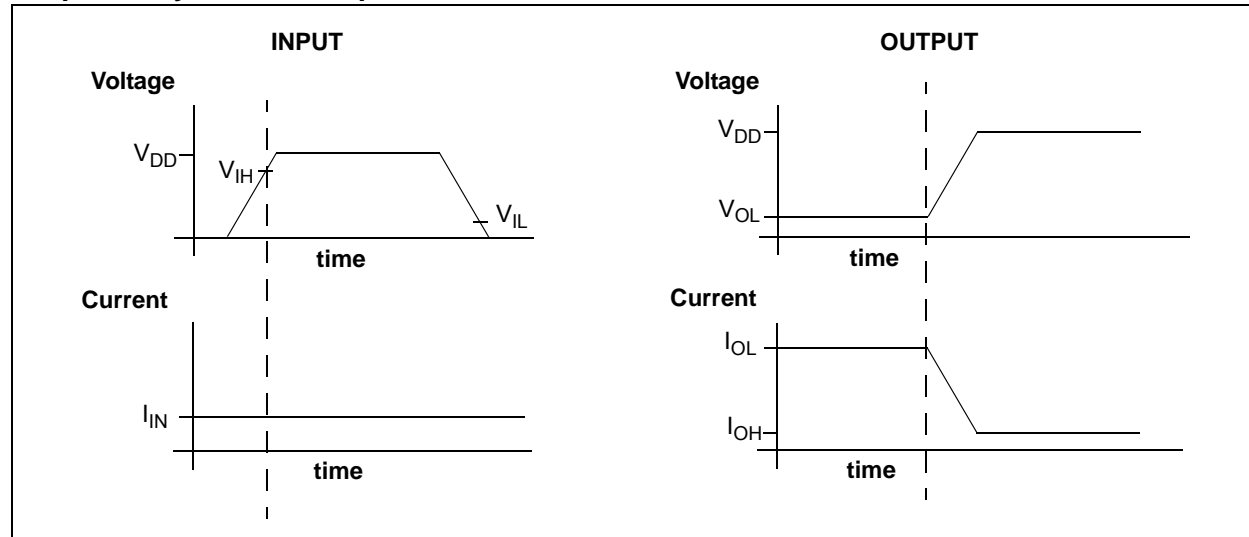 INPUT
Voltage
VDD
VIH
VIL
time
Current
IIN
time
OUTPUT
Voltage
VDD
VOL
time
Current
IOL
IOH
time